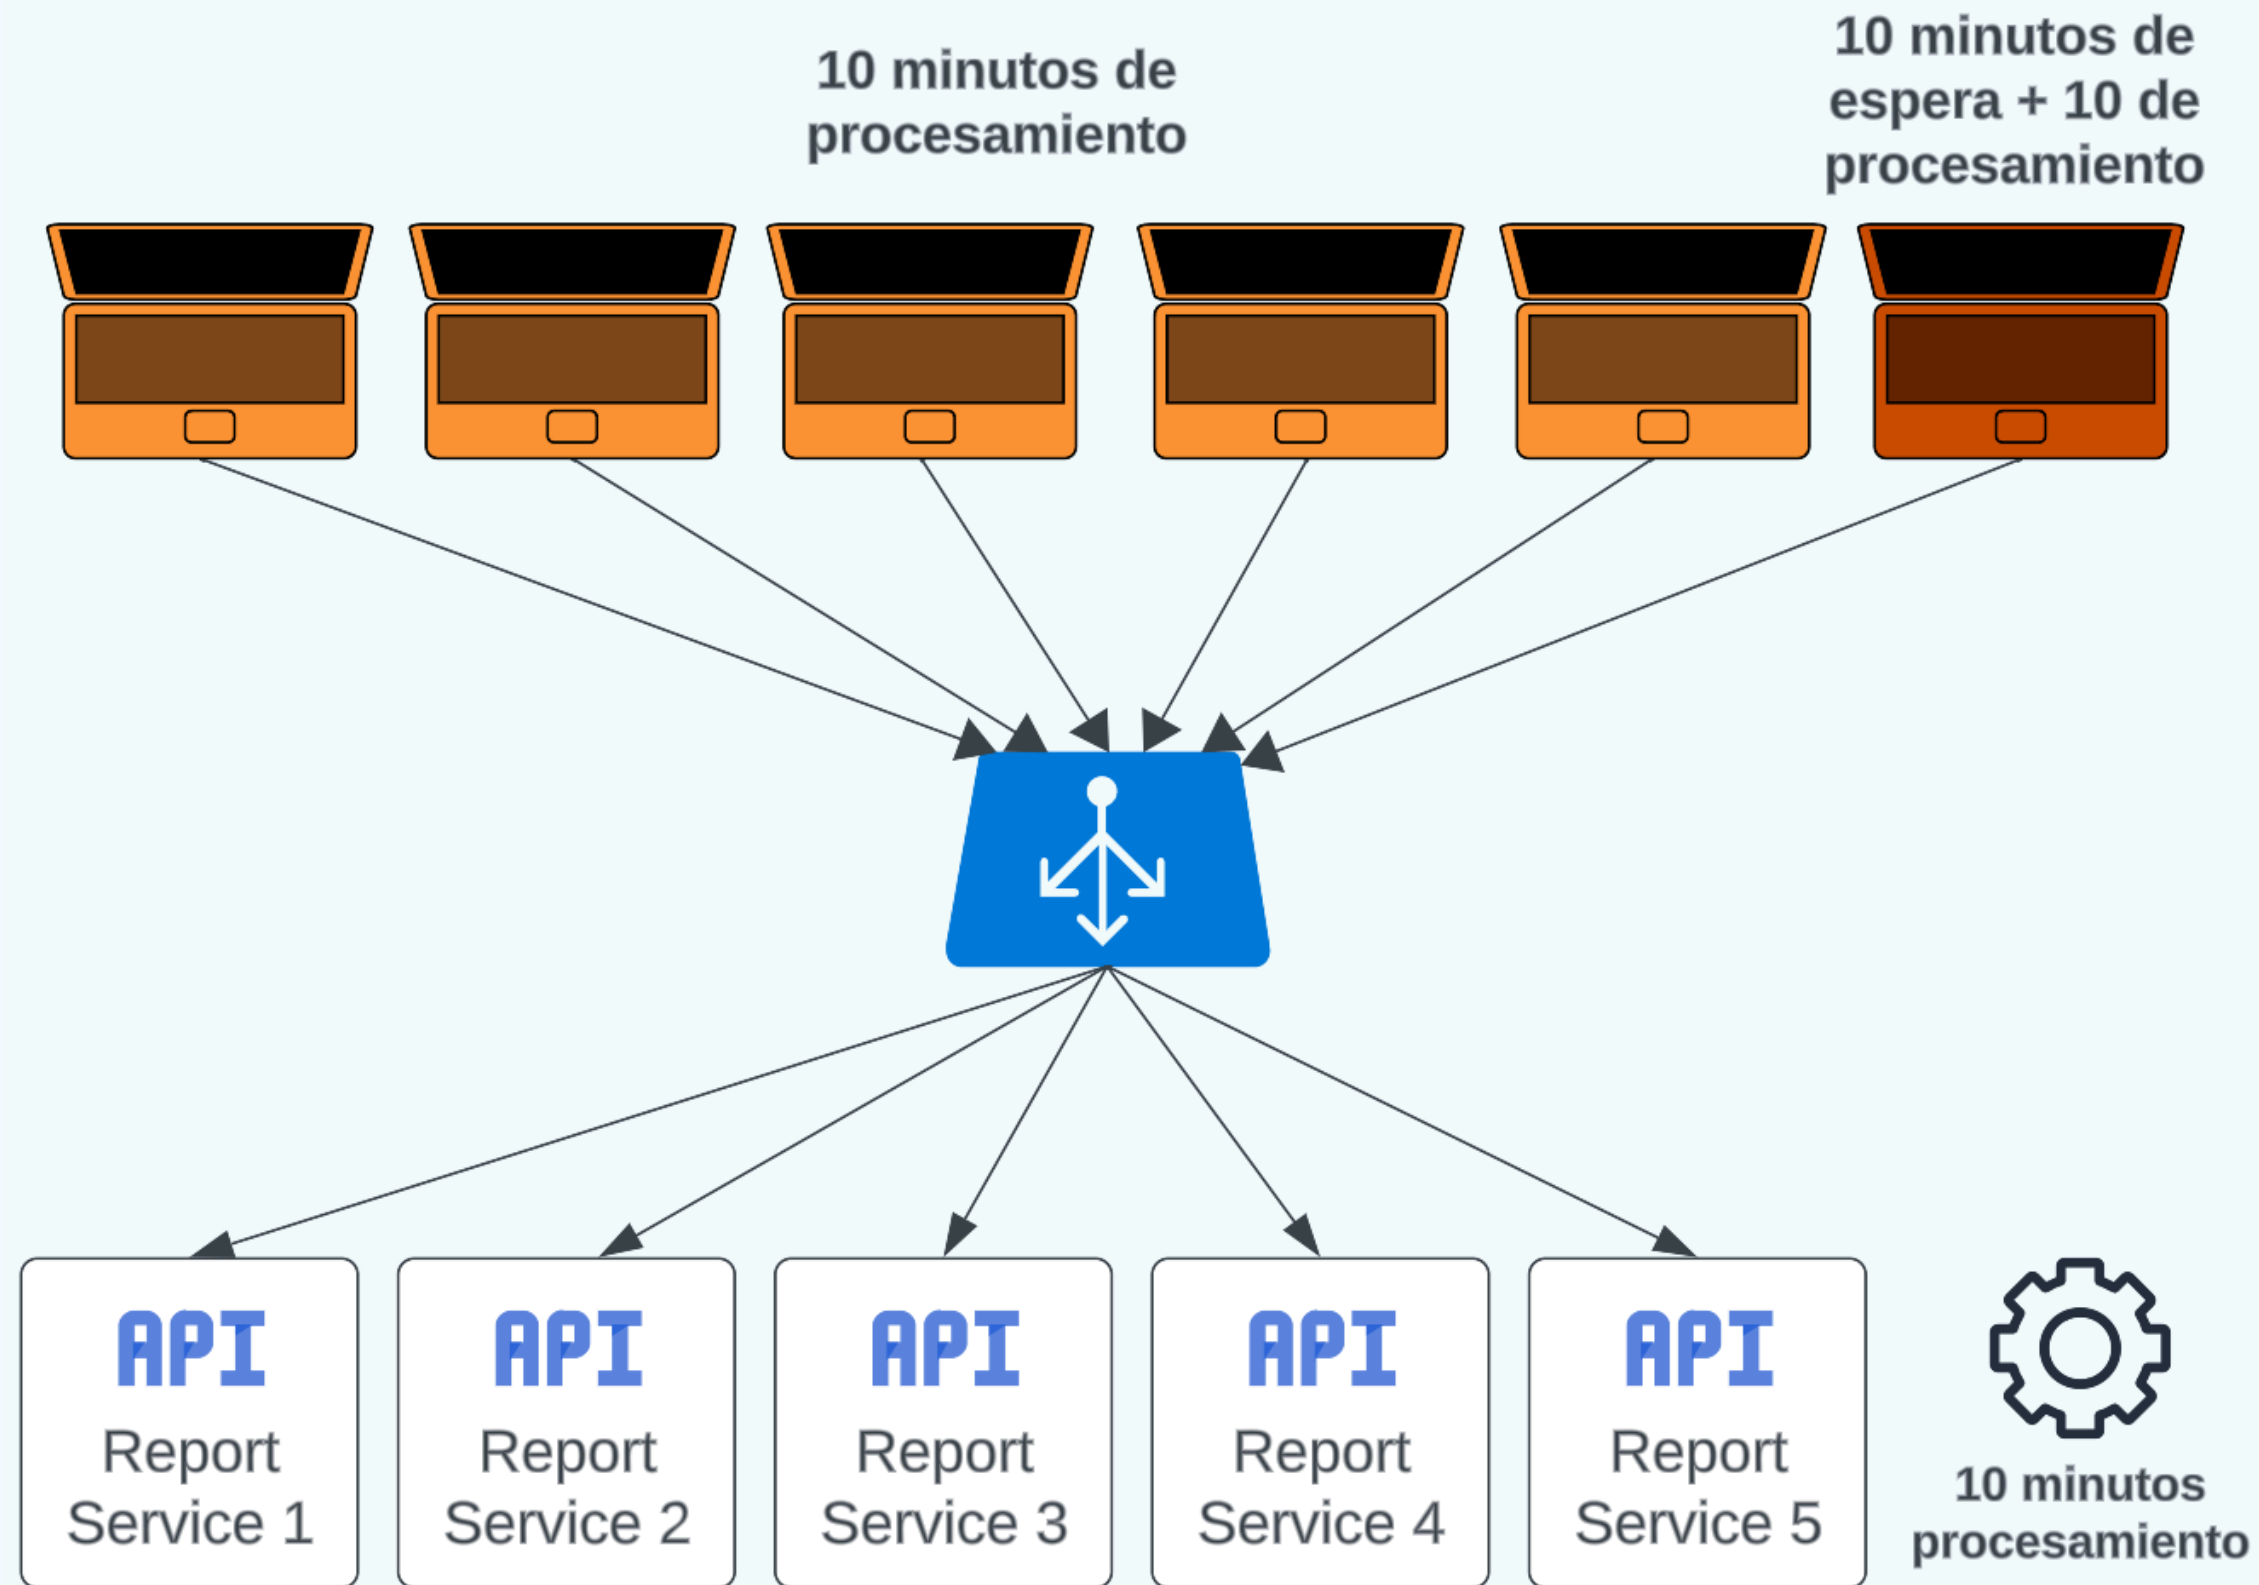 10 minutos de
procesamiento
10 minutos de
espera + 10 de
procesamiento
API
Report
Service 1
API
Report
Service 2
API
Report
Service 3
API
Report
Service 4
API
Report
Service 5
10 minutos
procesamiento